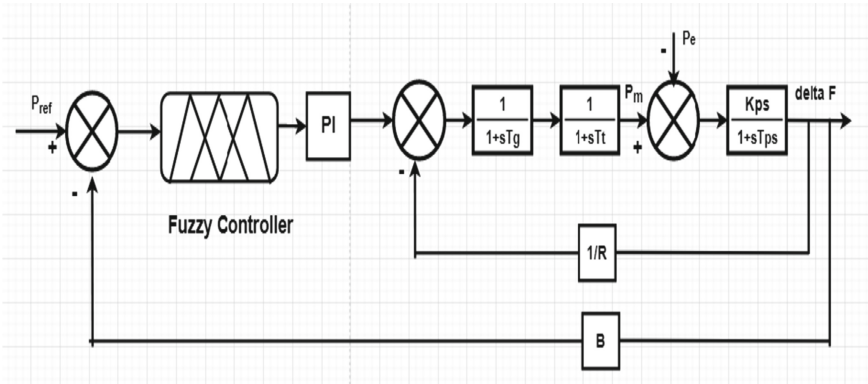 Pe
-
Pref
+
-
Fuzzy Controller
PI
-
1
1+sTg
1
1+sTt
Pm
+
Kps
1+sTps
delta F
1/R
B